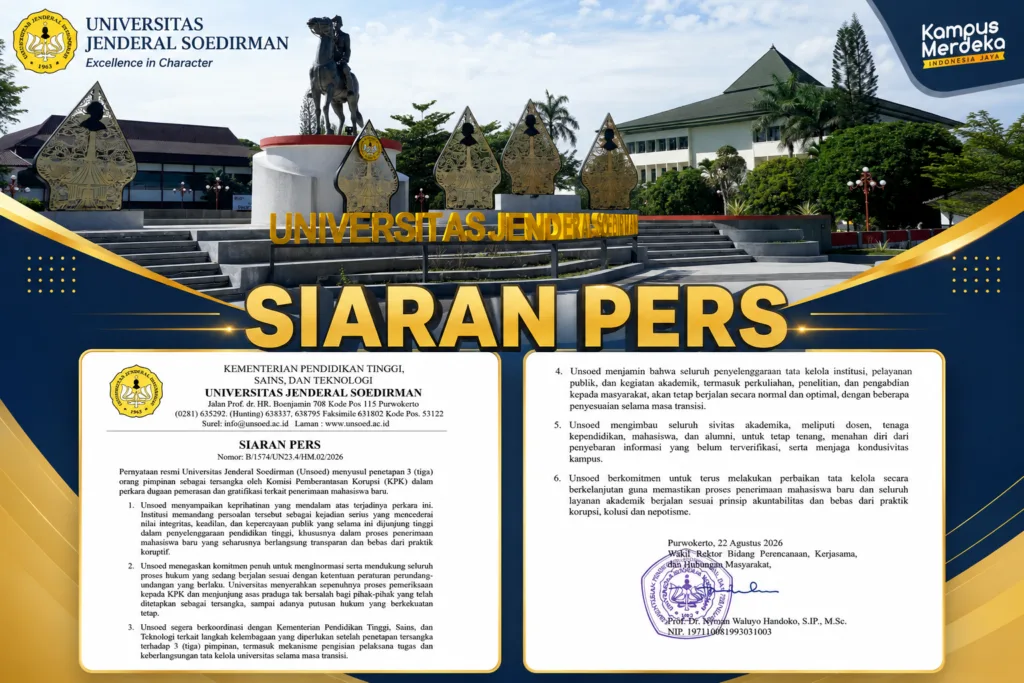 UNIVERSITAS
JENDERAL SOEDIRMAN
Excellence in Character
Kampus
Merdeka
INDONESIA JAYA
UNIVERSITAS JENDERAL SOEDIRMAN
SIARAN PERS
KEMENTERIAN PENDIDIKAN TINGGI,
SAINS, DAN TEKNOLOGI
UNIVERSITAS JENDERAL SOEDIRMAN
Jalan Prof. dr. HR. Boenjamin 708 Kode Pos 115 Purwokerto
(0281) 635292. (Hunting) 638337, 638795 Faksimile 631802 Kode Pos. 53122
Surel: info@unsoed.ac.id Laman : www.unsoed.ac.id
SIARAN PERS
Nomor: B/1574/UN23.4/HM.02/2026
Pernyataan resmi Universitas Jenderal Soedirman (Unsoed) menyusul penetapan 3 (tiga)
orang pimpinan sebagai tersangka oleh Komisi Pemberantasan Korupsi (KPK) dalam
perkara dugaan pemerasan dan gratifikasi terkait penerimaan mahasiswa baru.
1. Unsoed menyampaikan keprihatinan yang mendalam atas terjadinya perkara ini.
Institusi memandang persoalan tersebut sebagai kejadian serius yang mencederai
nilai integritas, keadilan, dan kepercayaan publik yang selama ini dijunjung tinggi
dalam penyelenggaraan pendidikan tinggi, khususnya dalam proses penerimaan
mahasiswa baru yang seharusnya berlangsung transparan dan bebas dari praktik
koruptif.
2. Unsoed menegaskan komitmen penuh untuk menglnormasi serta mendukung seluruh
proses hukum yang sedang berjalan sesuai dengan ketentuan peraturan perundang-
undangan yang berlaku. Universitas menyerahkan sepenuhnya proses pemeriksaan
kepada KPK dan menjunjung asas praduga tak bersalah bagi pihak-pihak yang telah
ditetapkan sebagai tersangka, sampai adanya putusan hukum yang berkekuatan
tetap.
3. Unsoed segera berkoordinasi dengan Kementerian Pendidikan Tinggi, Sains, dan
Teknologi terkait langkah kelembagaan yang diperlukan setelah penetapan tersangka
terhadap 3 (tiga) pimpinan, termasuk mekanisme pengisian pelaksana tugas dan
keberlangsungan tata kelola universitas selama masa transisi.
4. Unsoed menjamin bahwa seluruh penyelenggaraan tata kelola institusi, pelayanan
publik, dan kegiatan akademik, termasuk perkuliahan, penelitian, dan pengabdian
kepada masyarakat, akan tetap berjalan secara normal dan optimal, dengan beberapa
penyesuaian selama masa transisi.
5. Unsoed mengimbau seluruh sivitas akademika, meliputi dosen, tenaga
kependidikan, mahasiswa, dan alumni, untuk tetap tenang, menahan diri dari
penyebaran informasi yang belum terverifikasi, serta menjaga kondusivitas
kampus.
6. Unsoed berkomitmen untuk terus melakukan perbaikan tata kelola secara
berkelanjutan guna memastikan proses penerimaan mahasiswa baru dan seluruh
layanan akademik berjalan sesuai prinsip akuntabilitas dan bebas dari praktik
korupsi, kolusi dan nepotisme.
Purwokerto, 22 Agustus 2026
Wakil Rektor Bidang Perencanaan, Kerjasama,
dan Hubungan Masyarakat,
Prof. Dr. Nyman Waluyo Handoko, S.IP., M.Sc.
NIP. 197110081993031003